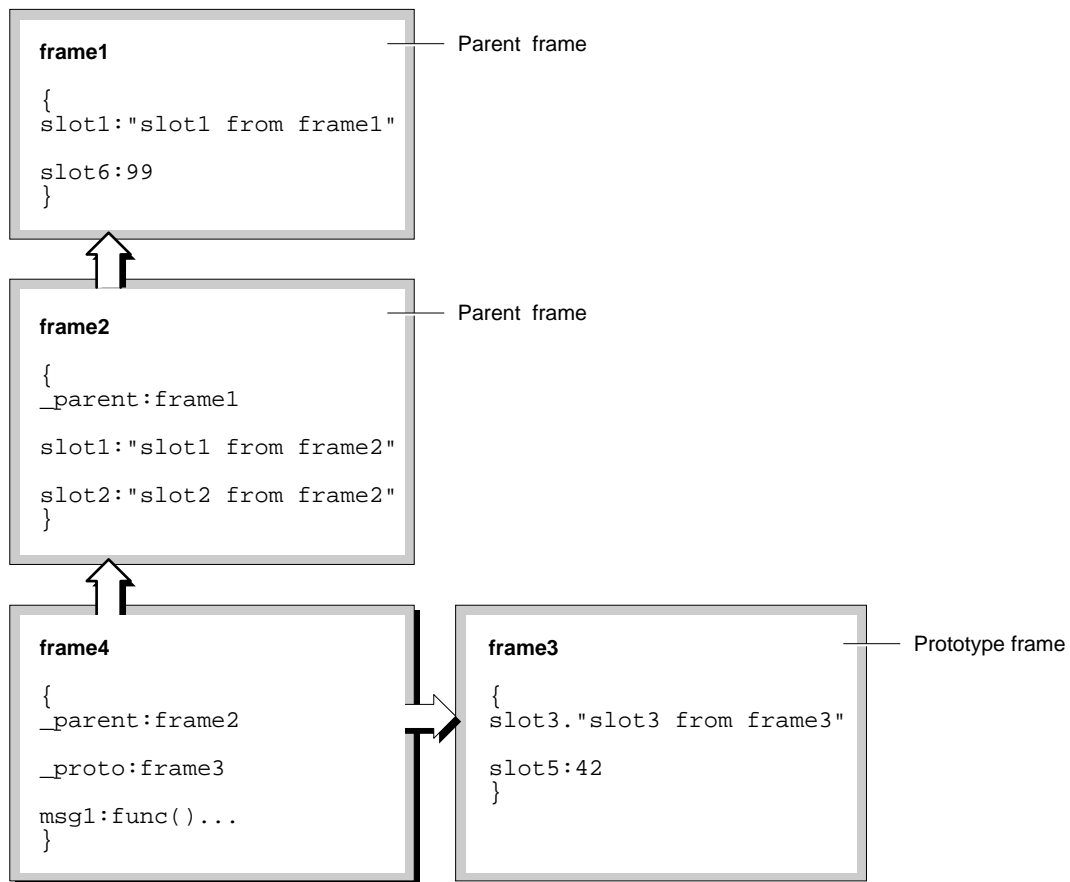 frame1
Parent frame
{
slot1:"slot1 from frame1"
slot6:99
}
frame2
Parent frame
{
_parent:frame1
slot1:"slot1 from frame2"
slot2:"slot2 from frame2"
}
frame4
{
_parent:frame2
_proto:frame3
msg1:func()...
}
frame3
Prototype frame
{
slot3."slot3 from frame3"
slot5:42
}